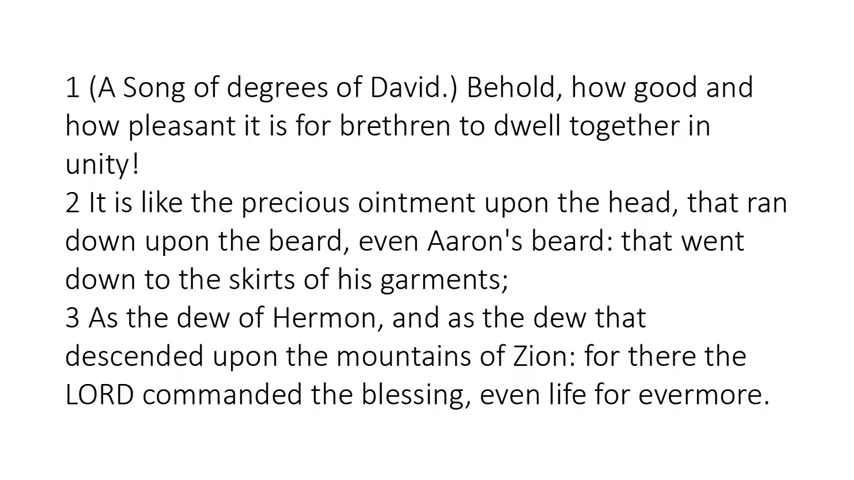 1 (A Song of degrees of David.) Behold, how good and
how pleasant it is for brethren to dwell together in
unity!
2 It is like the precious ointment upon the head, that ran
down upon the beard, even Aaron's beard: that went
down to the skirts of his garments;
3 As the dew of Hermon, and as the dew that
descended upon the mountains of Zion: for there the
LORD commanded the blessing, even life for evermore.